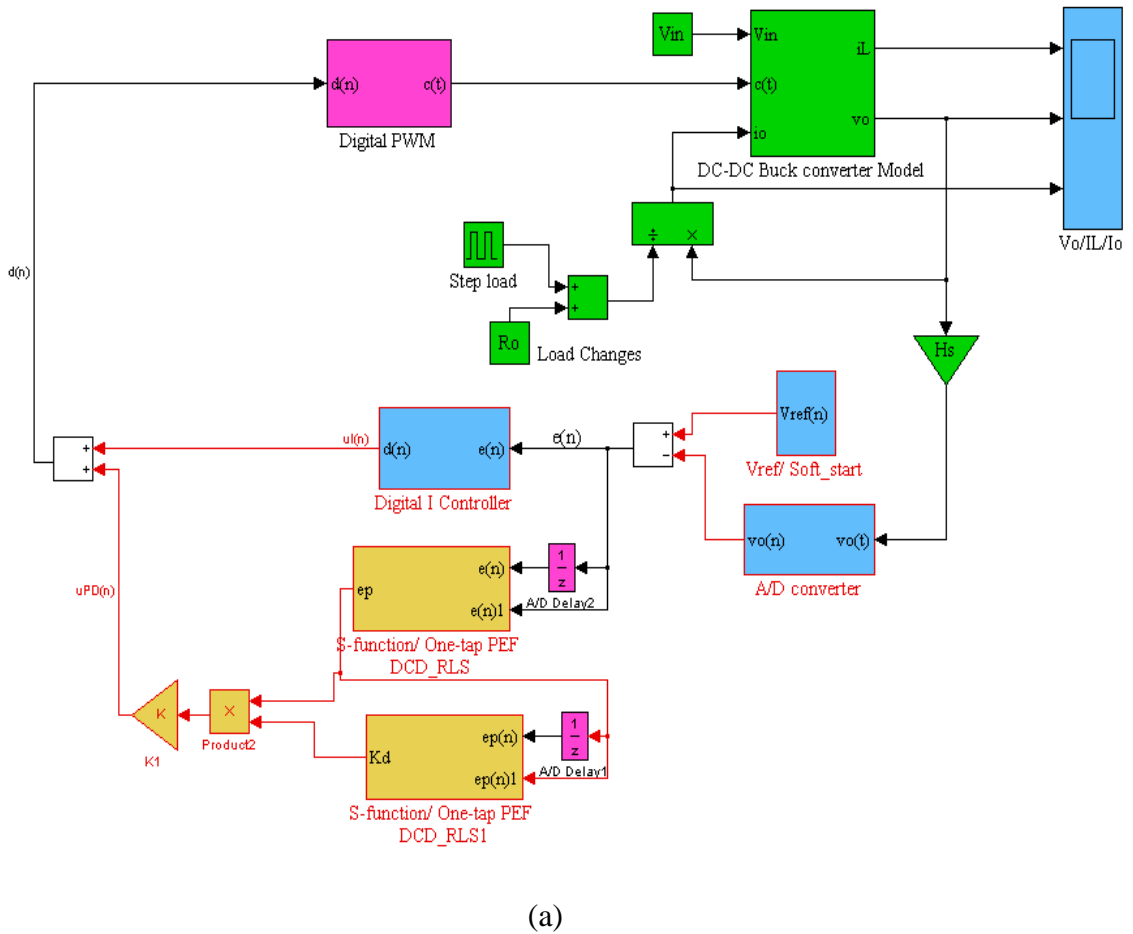 Vin
Vin
iL
d(n)
c(t)
c(t)
vo
io
Digital PWM
DC-DC Buck converter Model
÷
×
Vo/IL/Io
Step load
+
+
d(n)
Ro
Load Changes
Hs
Vref(n)
uI(n)
e(n)
+
+
d(n)
e(n)
+
−
Vref/ Soft_start
Digital I Controller
vo(n)
vo(t)
A/D converter
e(n)
1
z
ep
A/D Delay2
e(n)1
uPD(n)
S-function/ One-tap PEF
DCD_RLS
K
×
K1
Product2
ep(n)
1
z
Kd
A/D Delay1
ep(n)1
S-function/ One-tap PEF
DCD_RLS1
(a)